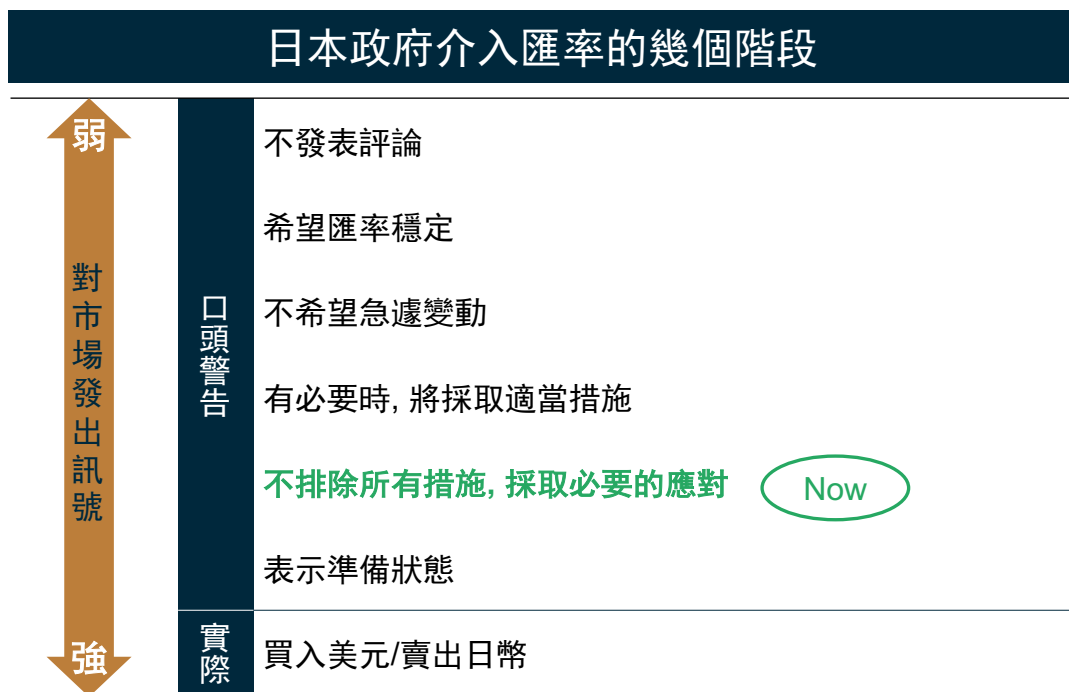 日本政府介入匯率的幾個階段
弱
對市場發出訊號
強
口頭警告
不發表評論
希望匯率穩定
不希望急遽變動
有必要時, 將採取適當措施
不排除所有措施, 採取必要的應對
Now
表示準備狀態
實際
買入美元/賣出日幣